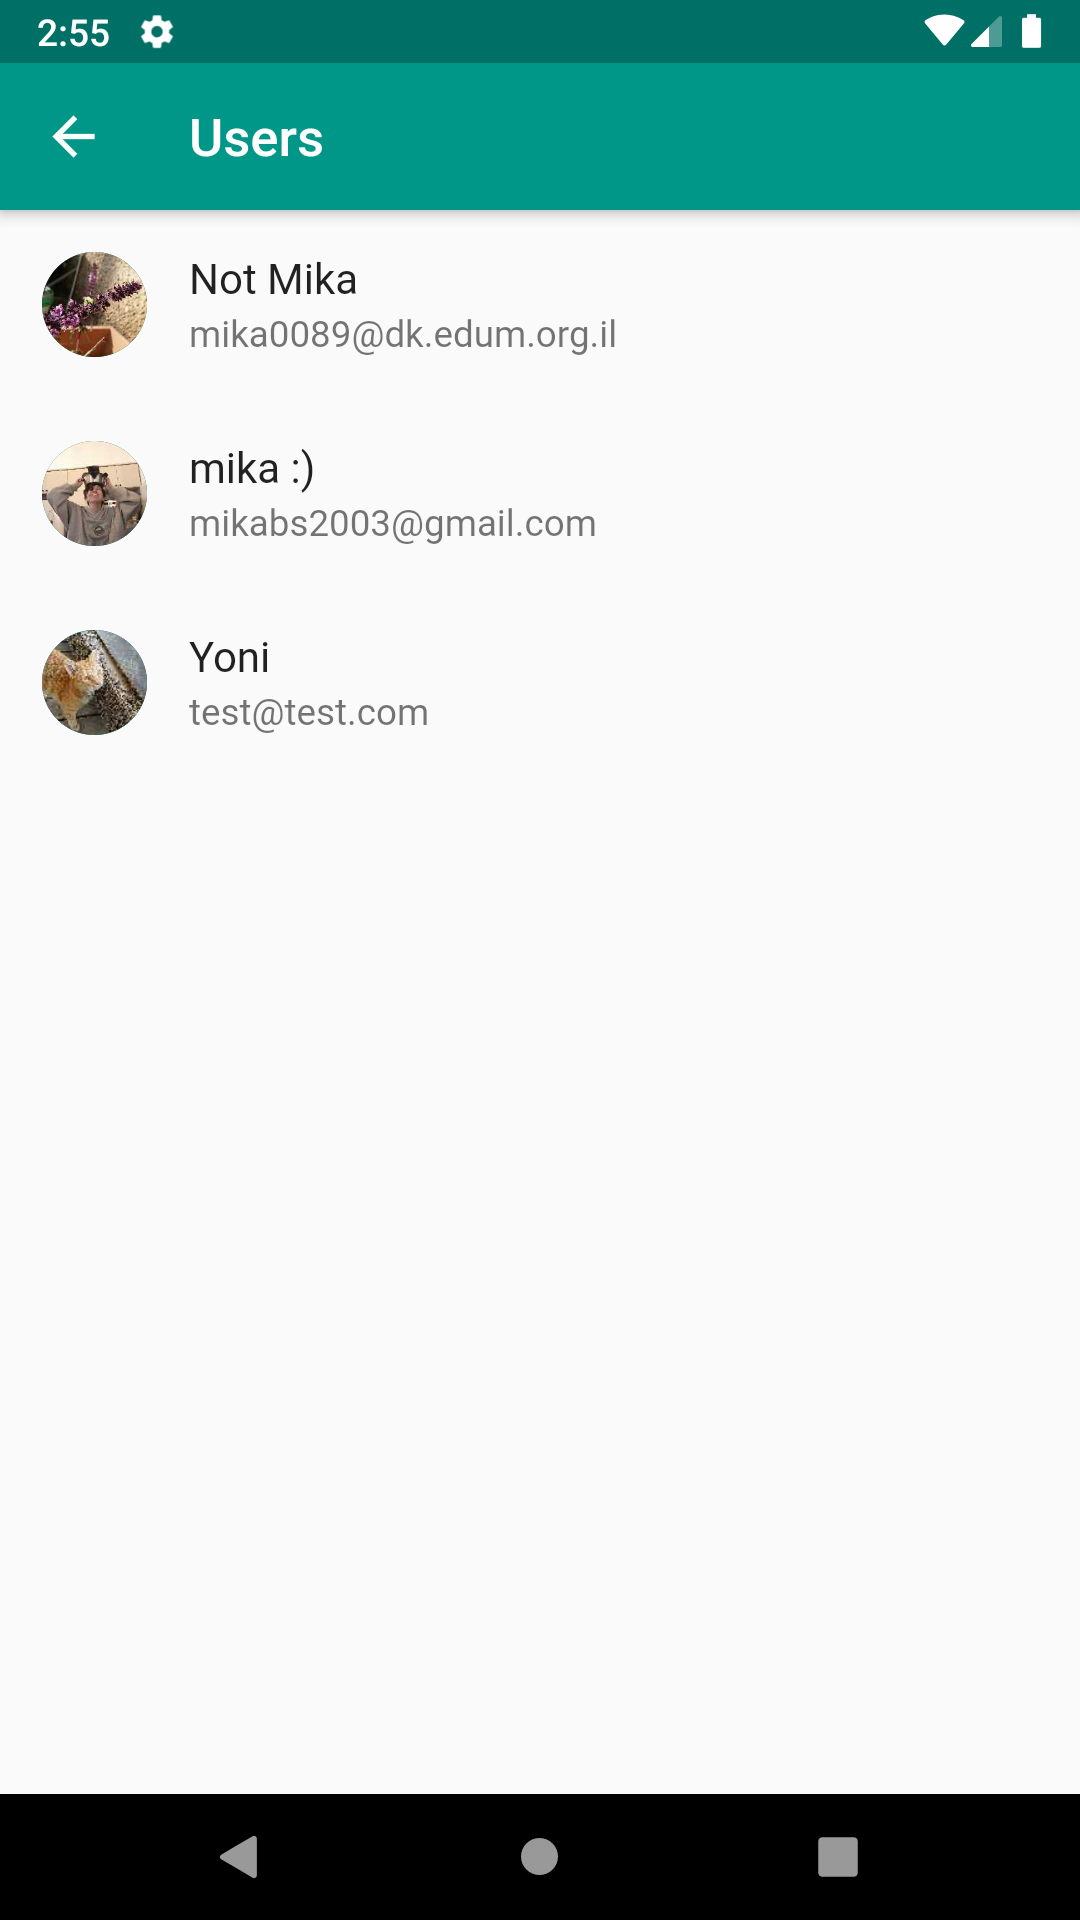 2:55
Users
Not Mika
mika0089@dk.edum.org.il
mika :)
mikabs2003@gmail.com
Yoni
test@test.com